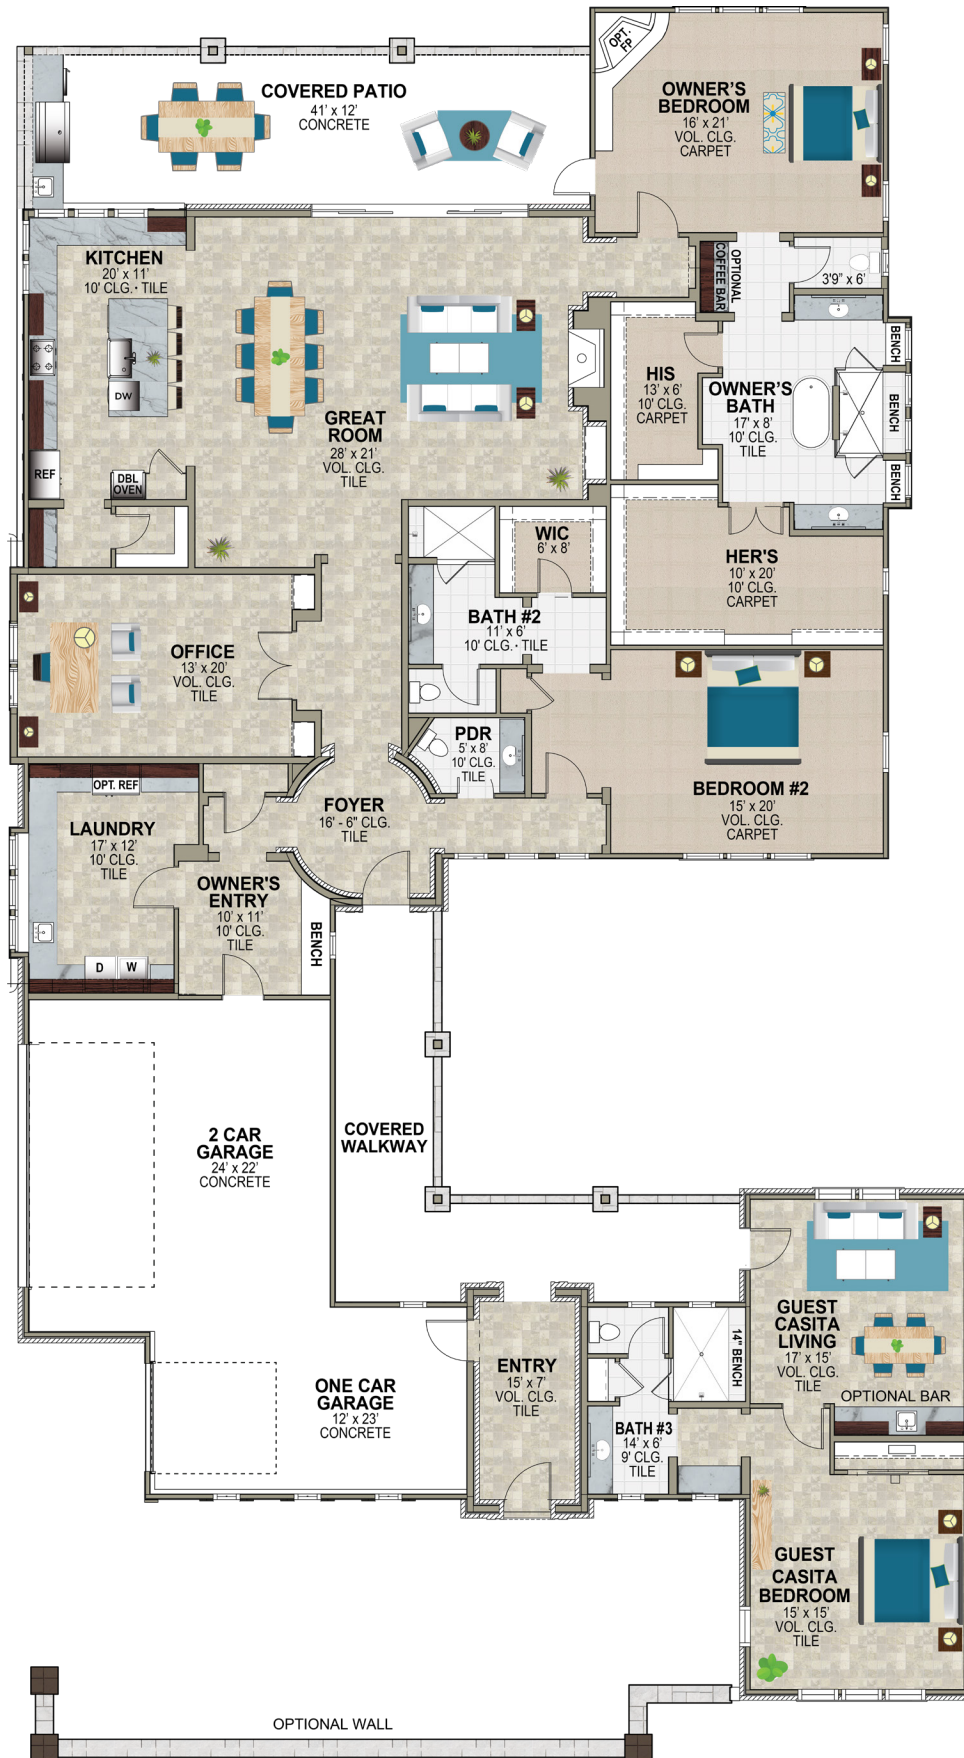 OPT.
FP
OWNER'S
BEDROOM
16' x 21'
VOL. CLG.
CARPET
COVERED PATIO
41' x 12'
CONCRETE
KITCHEN
20' x 11'
10' CLG. • TILE
OPTIONAL
COFFEE BAR
3'9" x 6'
BENCH
BENCH
BENCH
HIS
13' x 6'
10' CLG.
CARPET
OWNER'S
BATH
17' x 8'
10' CLG.
TILE
DW
REF
DBL
OVEN
GREAT
ROOM
28' x 21'
VOL. CLG.
TILE
WIC
6' x 8'
HER'S
10' x 20'
10' CLG.
CARPET
BATH #2
11' x 6'
10' CLG. • TILE
OFFICE
13' x 20'
VOL. CLG.
TILE
PDR
5' x 8'
10' CLG.
TILE
BEDROOM #2
15' x 20'
VOL. CLG.
CARPET
OPT. REF
LAUNDRY
17' x 12'
10' CLG.
TILE
FOYER
16' - 6" CLG.
TILE
OWNER'S
ENTRY
10' x 11'
10' CLG.
TILE
BENCH
D
W
2 CAR
GARAGE
24' x 22'
CONCRETE
COVERED
WALKWAY
ONE CAR
GARAGE
12' x 23'
CONCRETE
ENTRY
15' x 7'
VOL. CLG.
TILE
14" BENCH
BATH #3
14' x 6'
9' CLG.
TILE
GUEST
CASITA
LIVING
17' x 15'
VOL. CLG.
TILE
OPTIONAL BAR
GUEST
CASITA
BEDROOM
15' x 15'
VOL. CLG.
TILE
OPTIONAL WALL